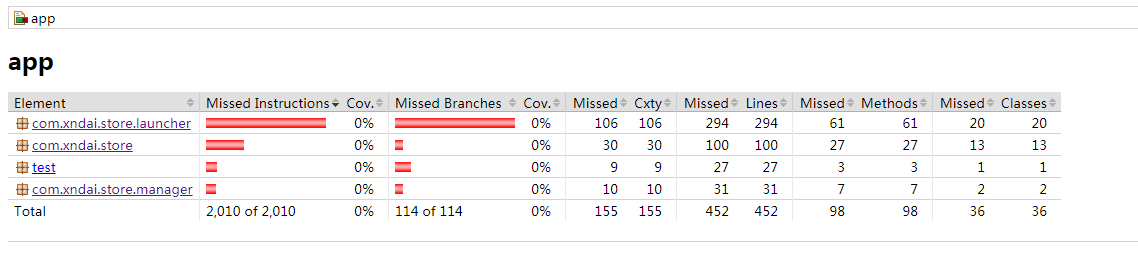 app
app
Element Missed Instructions Cov. Missed Branches Cov. Missed Cxty Missed Lines Missed Methods Missed Classes
com.xndai.store.launcher 0% 0% 106 106 294 294 61 61 20 20
com.xndai.store 0% 0% 30 30 100 100 27 27 13 13
test 0% 0% 9 9 27 27 3 3 1 1
com.xndai.store.manager 0% 0% 10 10 31 31 7 7 2 2
Total 2,010 of 2,010 0% 114 of 114 0% 155 155 452 452 98 98 36 36